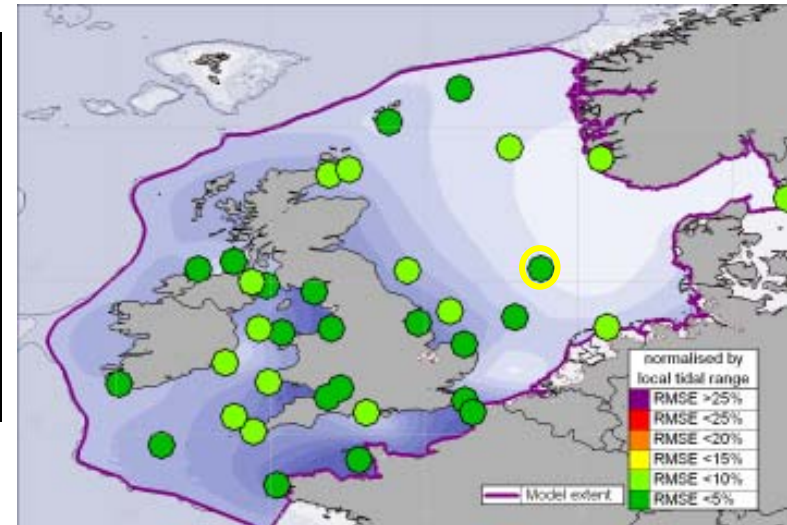 normalised by
local tidal range
RMSE >25%
RMSE <25%
RMSE <20%
RMSE <15%
RMSE <10%
RMSE <5%
Model extent